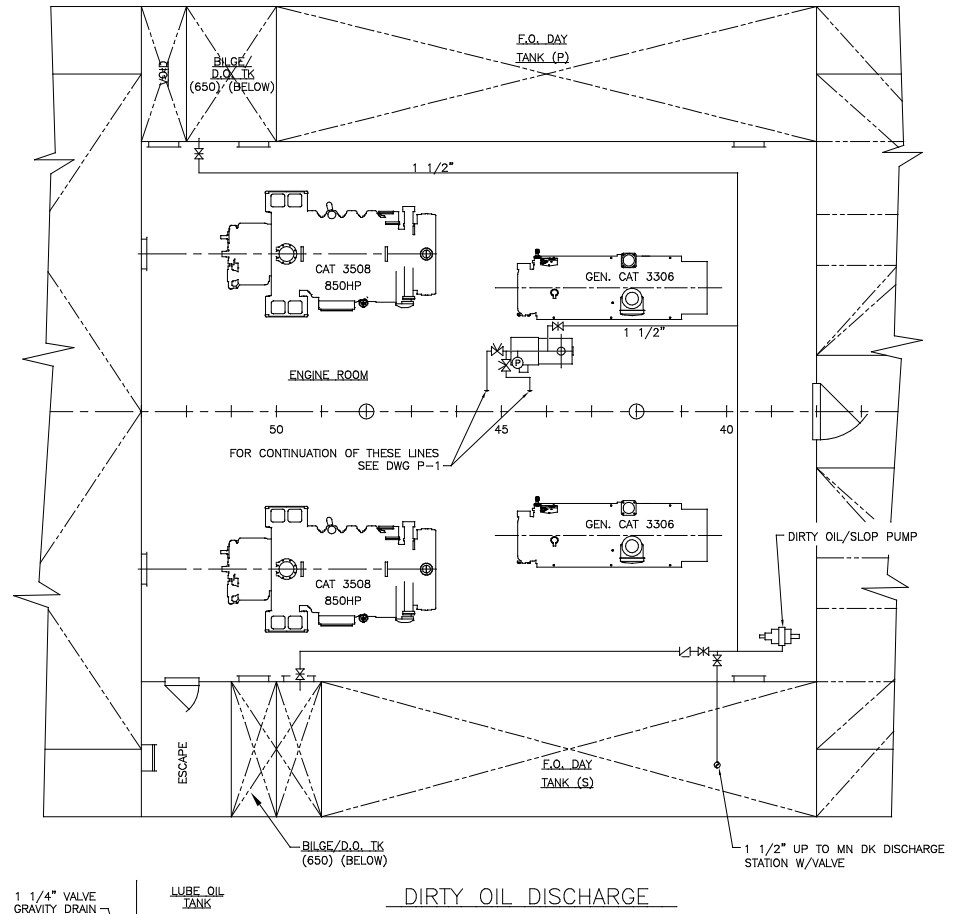 F.O. DAY
TANK (P)
BILGE/
D.O. TK
(650) (BELOW)
1 1/2"
CAT 3508
850HP
GEN. CAT 3306
1 1/2"
P
ENGINE ROOM
50
45
40
FOR CONTINUATION OF THESE LINES
SEE DWG P-1
GEN. CAT 3306
DIRTY OIL/SLOP PUMP
CAT 3508
850HP
ESCAPE
F.O. DAY
TANK (S)
BILGE/D.O. TK
(650) (BELOW)
1 1/2" UP TO MN DK DISCHARGE
STATION W/VALVE
1 1/4" VALVE
GRAVITY DRAIN
LUBE OIL
TANK
DIRTY OIL DISCHARGE